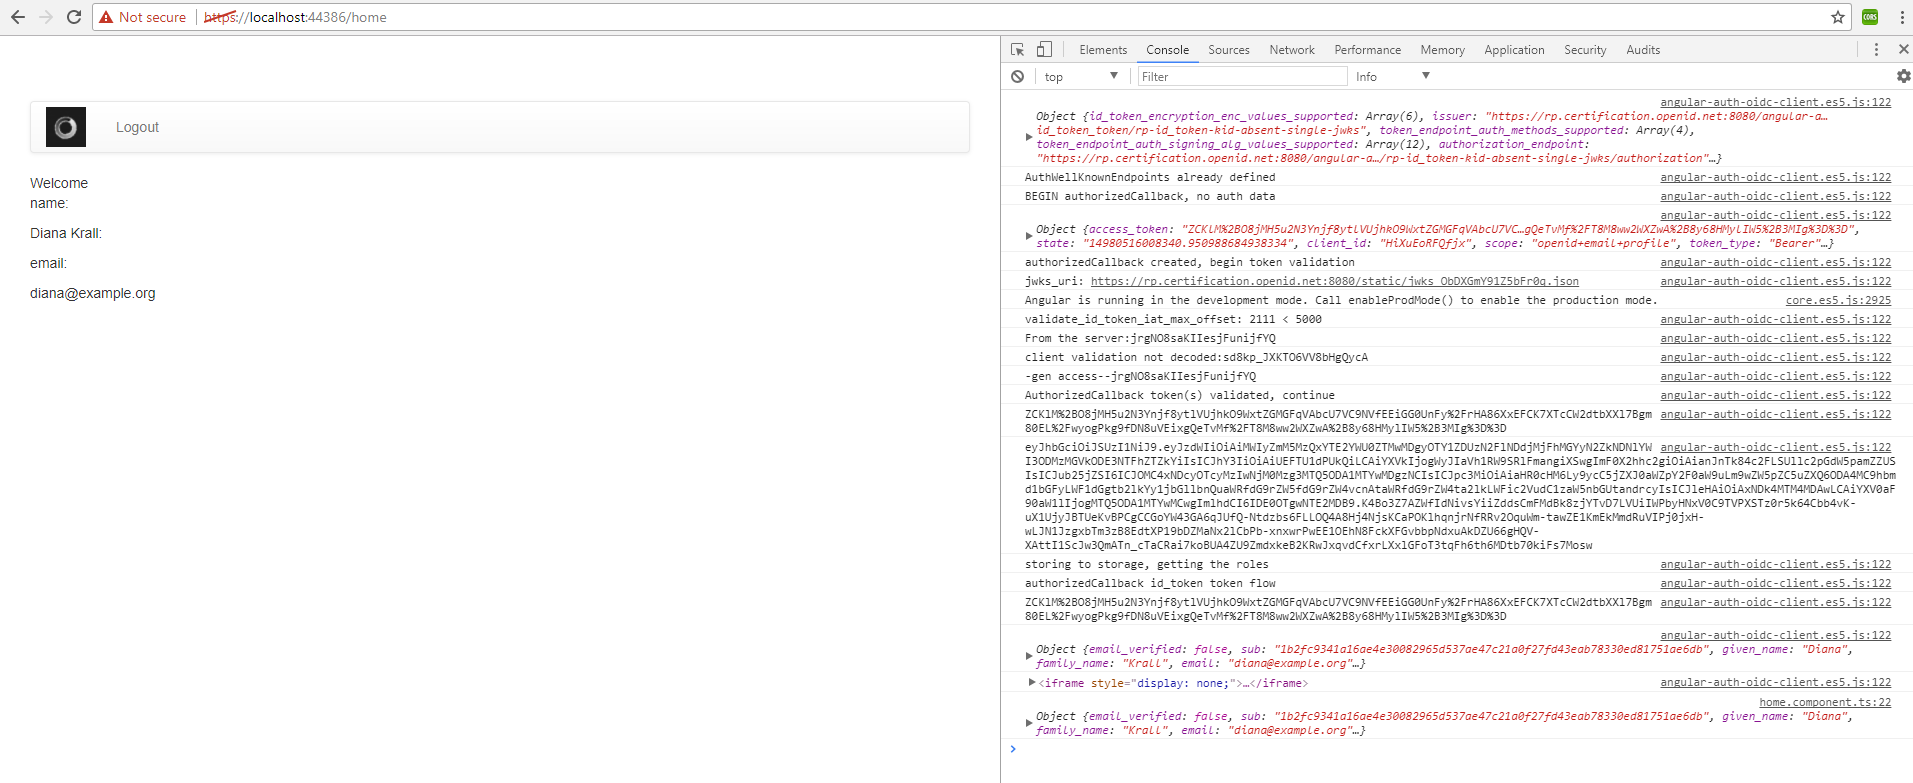 Not secure https://localhost:44386/home
CORS
Logout
Welcome
name:
Diana Krall:
email:
diana@example.org
Elements Console Sources Network Performance Memory Application Security Audits
top Filter Info
angular-auth-oidc-client.es5.js:122
Object {id_token_encryption_enc_values_supported: Array(6), issuer: "https://rp.certification.openid.net:8080/angular-a…
id_token_token/rp-id_token-kid-absent-single-jwks", token_endpoint_auth_methods_supported: Array(4),
token_endpoint_auth_signing_alg_values_supported: Array(12), authorization_endpoint:
"https://rp.certification.openid.net:8080/angular-a…/rp-id_token-kid-absent-single-jwks/authorization"…}
AuthWellKnownEndpoints already defined angular-auth-oidc-client.es5.js:122
BEGIN authorizedCallback, no auth data angular-auth-oidc-client.es5.js:122
angular-auth-oidc-client.es5.js:122
Object {access_token: "ZCKlM%2BO8jMH5u2N3Ynjf8ytlVUjhkO9WxtZGMGFqVAbcU7VC…gQeTvMf%2FT8M8ww2WXZwA%2B8y68HMylIW5%2B3MIg%3D%3D",
state: "14980516008340.950988684938334", client_id: "HiXuEoRFQfjx", scope: "openid+email+profile", token_type: "Bearer"…}
authorizedCallback created, begin token validation angular-auth-oidc-client.es5.js:122
jwks_uri: https://rp.certification.openid.net:8080/static/jwks_ObDXGmY91Z5bFr0q.json angular-auth-oidc-client.es5.js:122
Angular is running in the development mode. Call enableProdMode() to enable the production mode. core.es5.js:2925
validate_id_token_iat_max_offset: 2111 < 5000 angular-auth-oidc-client.es5.js:122
From the server:jrgNO8saKIIesjFunijfYQ angular-auth-oidc-client.es5.js:122
client validation not decoded:sd8kp_JXKTO6VV8bHgQycA angular-auth-oidc-client.es5.js:122
-gen access--jrgNO8saKIIesjFunijfYQ angular-auth-oidc-client.es5.js:122
AuthorizedCallback token(s) validated, continue angular-auth-oidc-client.es5.js:122
ZCKlM%2BO8jMH5u2N3Ynjf8ytlVUjhkO9WxtZGMGFqVAbcU7VC9NVfEEiGG0UnFy%2FrHA86XxEFCK7XTcCW2dtbXXl7Bgm angular-auth-oidc-client.es5.js:122
80EL%2FwyogPkg9fDN8uVEixgQeTvMf%2FT8M8ww2WXZwA%2B8y68HMylIW5%2B3MIg%3D%3D
angular-auth-oidc-client.es5.js:122
storing to storage, getting the roles angular-auth-oidc-client.es5.js:122
authorizedCallback id_token token flow angular-auth-oidc-client.es5.js:122
ZCKlM%2BO8jMH5u2N3Ynjf8ytlVUjhkO9WxtZGMGFqVAbcU7VC9NVfEEiGG0UnFy%2FrHA86XxEFCK7XTcCW2dtbXXl7Bgm angular-auth-oidc-client.es5.js:122
80EL%2FwyogPkg9fDN8uVEixgQeTvMf%2FT8M8ww2WXZwA%2B8y68HMylIW5%2B3MIg%3D%3D
angular-auth-oidc-client.es5.js:122
Object {email_verified: false, sub: "1b2fc9341a16ae4e30082965d537ae47c21a0f27fd43eab78330ed81751ae6db", given_name: "Diana",
family_name: "Krall", email: "diana@example.org"…}
<iframe style="display: none;">…</iframe> angular-auth-oidc-client.es5.js:122
home.component.ts:22
Object {email_verified: false, sub: "1b2fc9341a16ae4e30082965d537ae47c21a0f27fd43eab78330ed81751ae6db", given_name: "Diana",
family_name: "Krall", email: "diana@example.org"…}